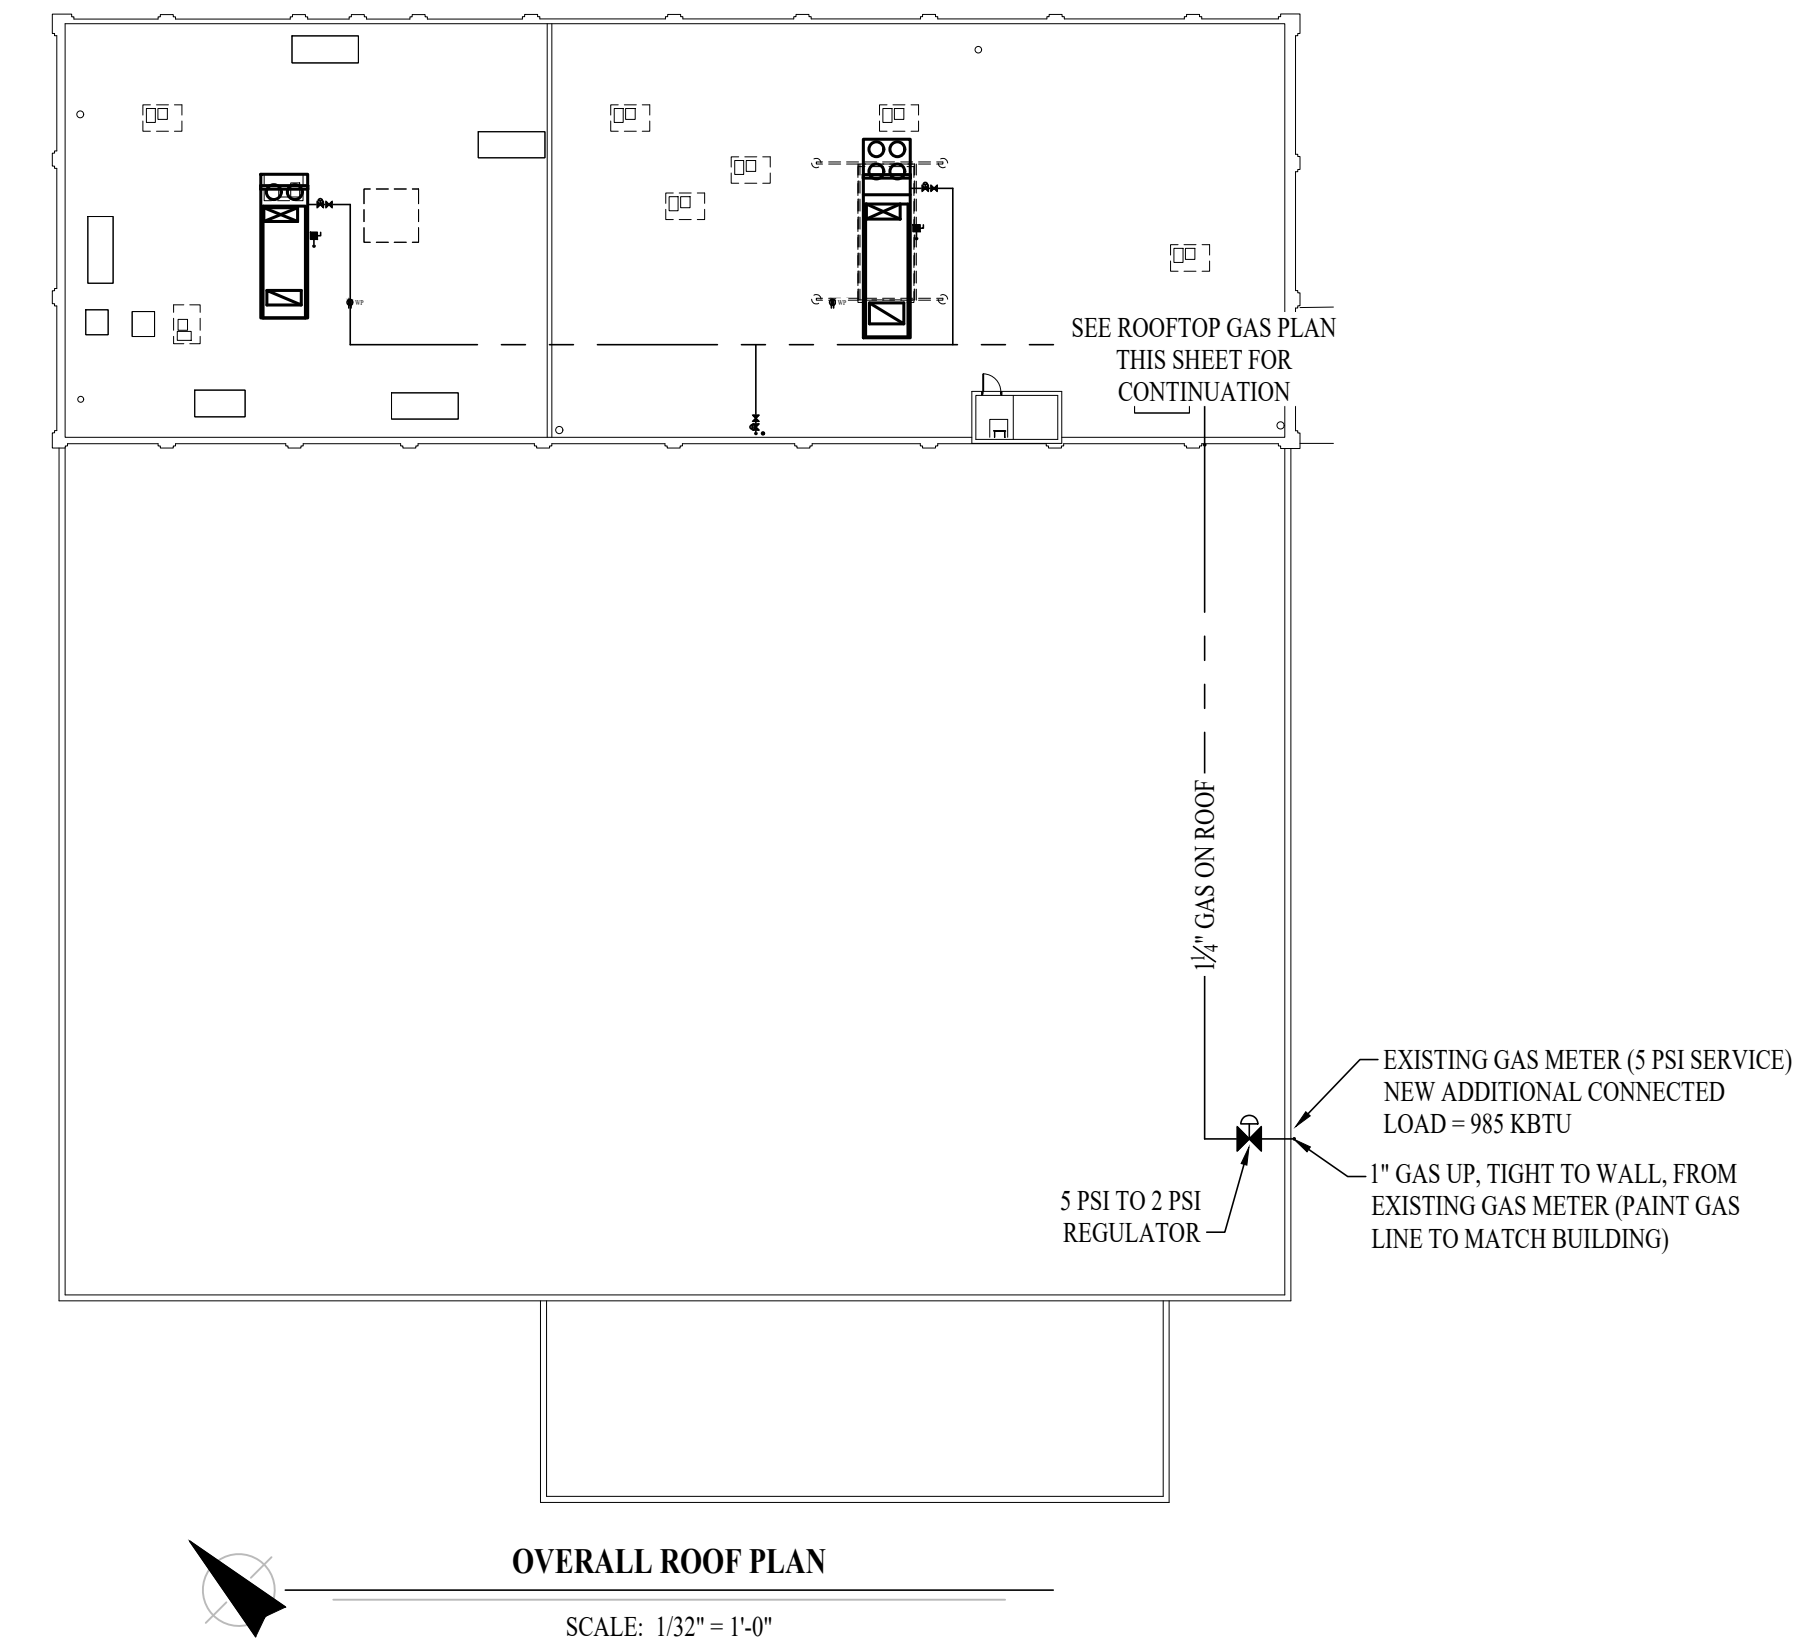 WP
WP
SEE ROOFTOP GAS PLAN
THIS SHEET FOR
CONTINUATION
1¼" GAS ON ROOF
EXISTING GAS METER (5 PSI SERVICE)
NEW ADDITIONAL CONNECTED
LOAD = 985 KBTU
1" GAS UP, TIGHT TO WALL, FROM
EXISTING GAS METER (PAINT GAS
LINE TO MATCH BUILDING)
5 PSI TO 2 PSI
REGULATOR
OVERALL ROOF PLAN
SCALE: 1/32" = 1'-0"